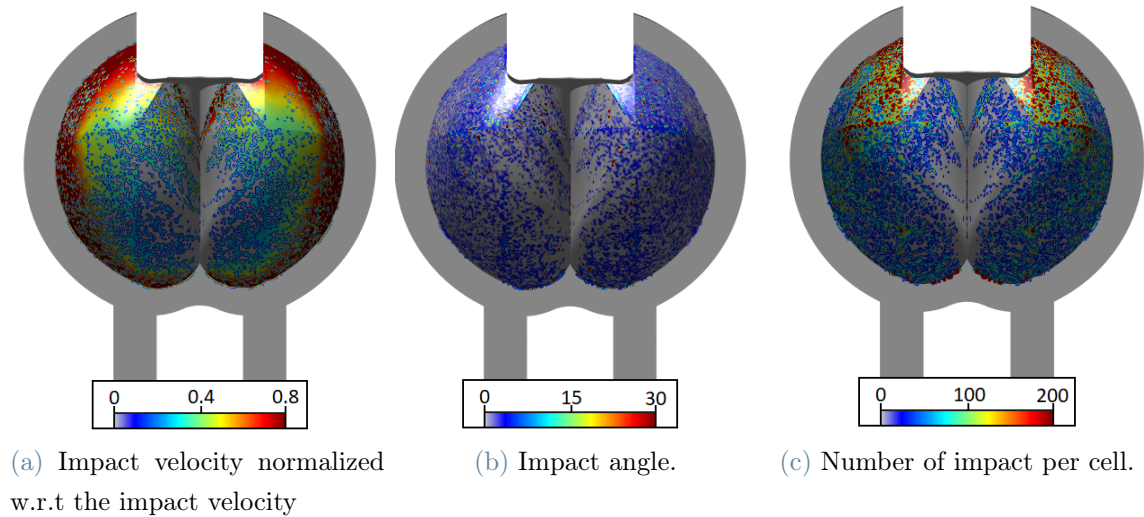 0 0.4 0.8
0 15 30
0 100 200
(a) Impact velocity normalized
w.r.t the impact velocity
(b) Impact angle.
(c) Number of impact per cell.